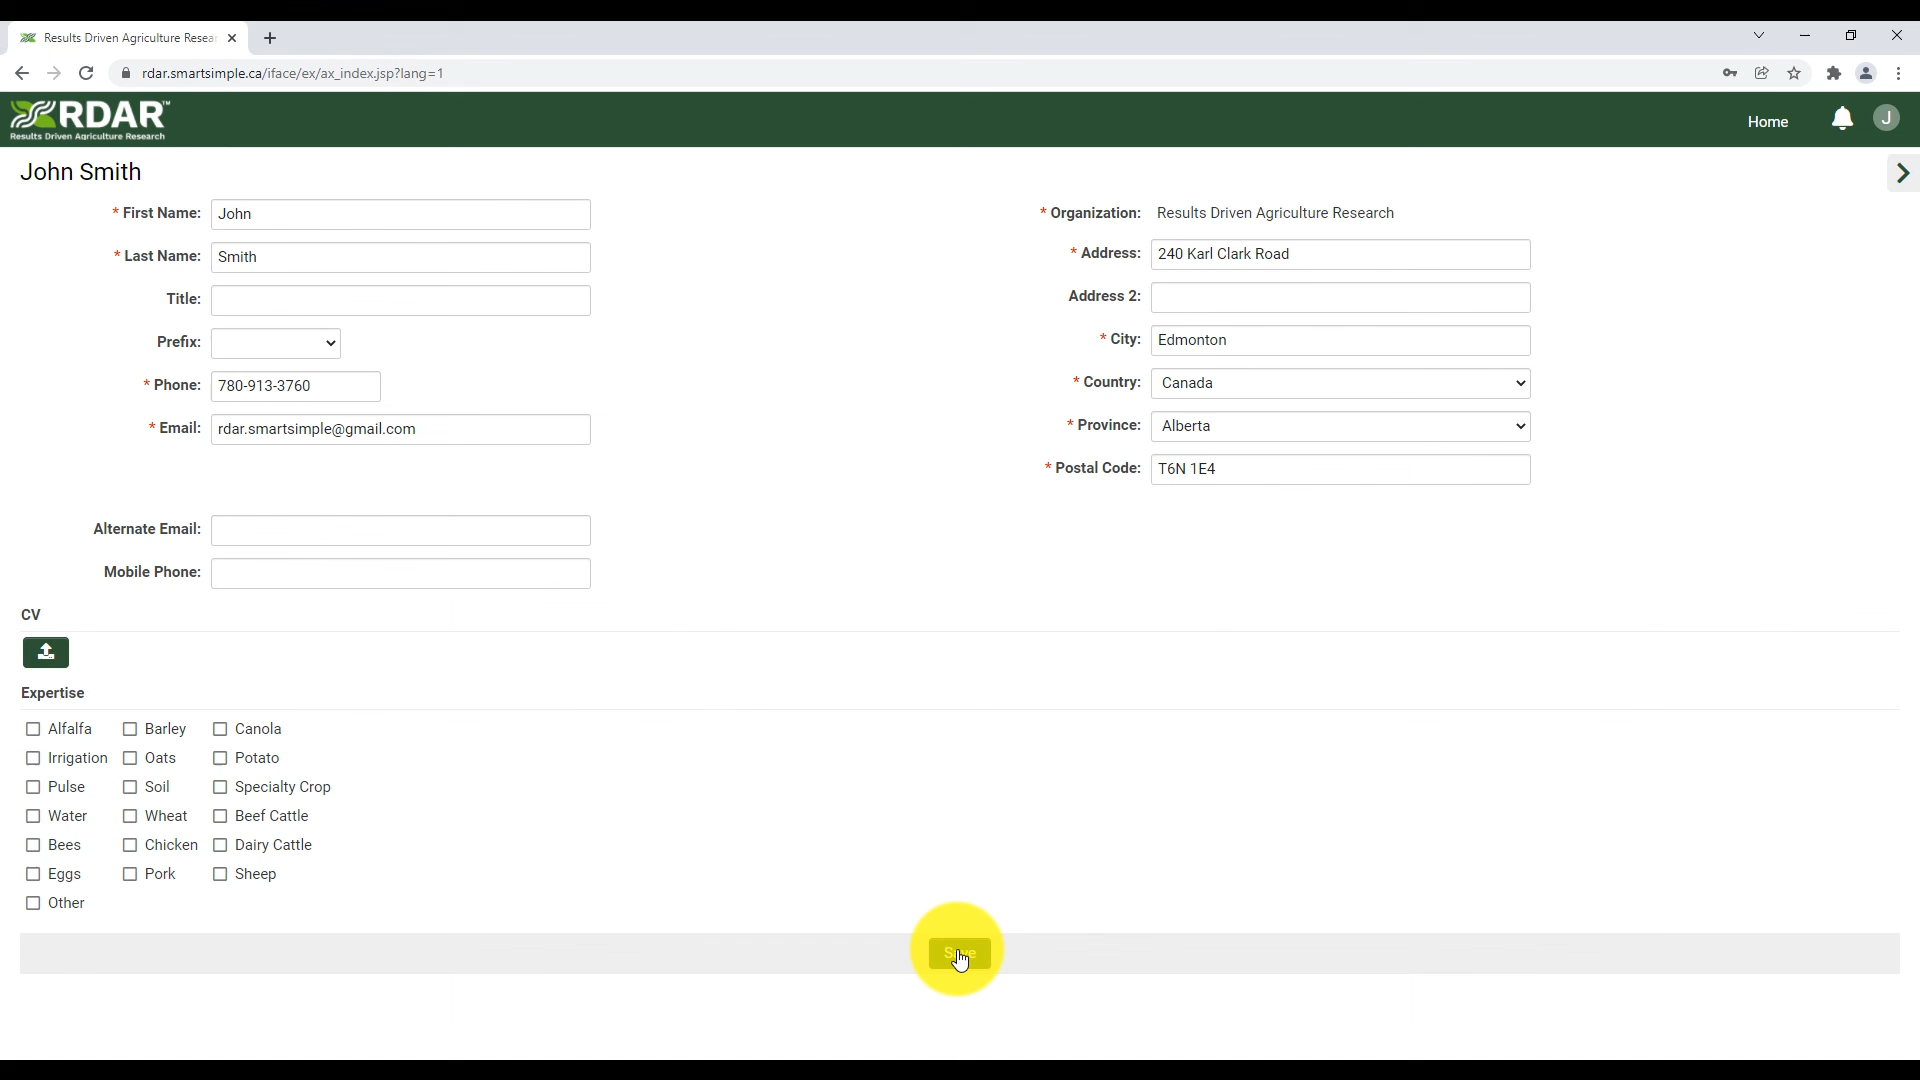 Results Driven Agriculture Resear
rdar.smartsimple.ca/iface/ex/ax_index.jsp?lang=1
RDAR™
Results Driven Agriculture Research
Home
J
John Smith
* First Name: John
* Last Name: Smith
Title:
Prefix:
* Phone: 780-913-3760
* Email: rdar.smartsimple@gmail.com
Alternate Email:
Mobile Phone:
* Organization: Results Driven Agriculture Research
* Address: 240 Karl Clark Road
Address 2:
* City: Edmonton
* Country: Canada
* Province: Alberta
* Postal Code: T6N 1E4
CV
Expertise
Alfalfa Barley Canola
Irrigation Oats Potato
Pulse Soil Specialty Crop
Water Wheat Beef Cattle
Bees Chicken Dairy Cattle
Eggs Pork Sheep
Other
Save